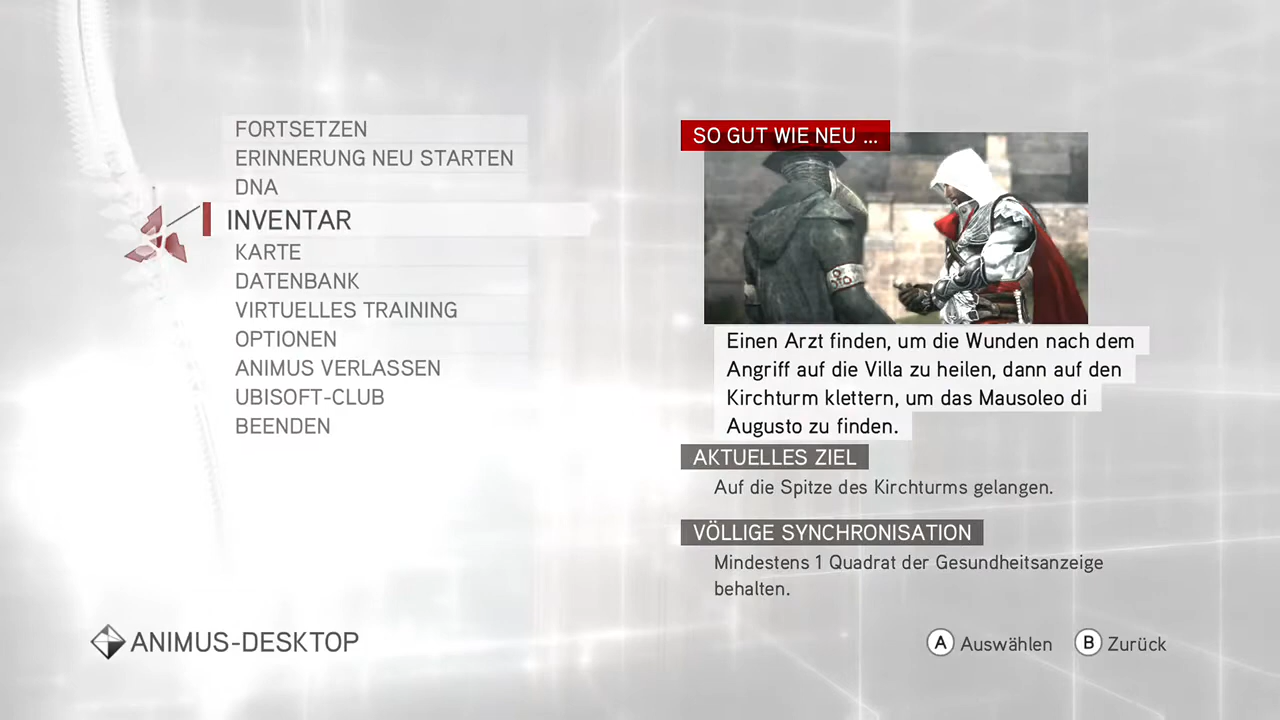 FORTSETZEN
ERINNERUNG NEU STARTEN
DNA
INVENTAR
KARTE
DATENBANK
VIRTUELLES TRAINING
OPTIONEN
ANIMUS VERLASSEN
UBISOFT-CLUB
BEENDEN
SO GUT WIE NEU ...
Einen Arzt finden, um die Wunden nach dem
Angriff auf die Villa zu heilen, dann auf den
Kirchturm klettern, um das Mausoleo di
Augusto zu finden.
AKTUELLES ZIEL
Auf die Spitze des Kirchturms gelangen.
VÖLLIGE SYNCHRONISATION
Mindestens 1 Quadrat der Gesundheitsanzeige
behalten.
ANIMUS-DESKTOP
A Auswählen B Zurück